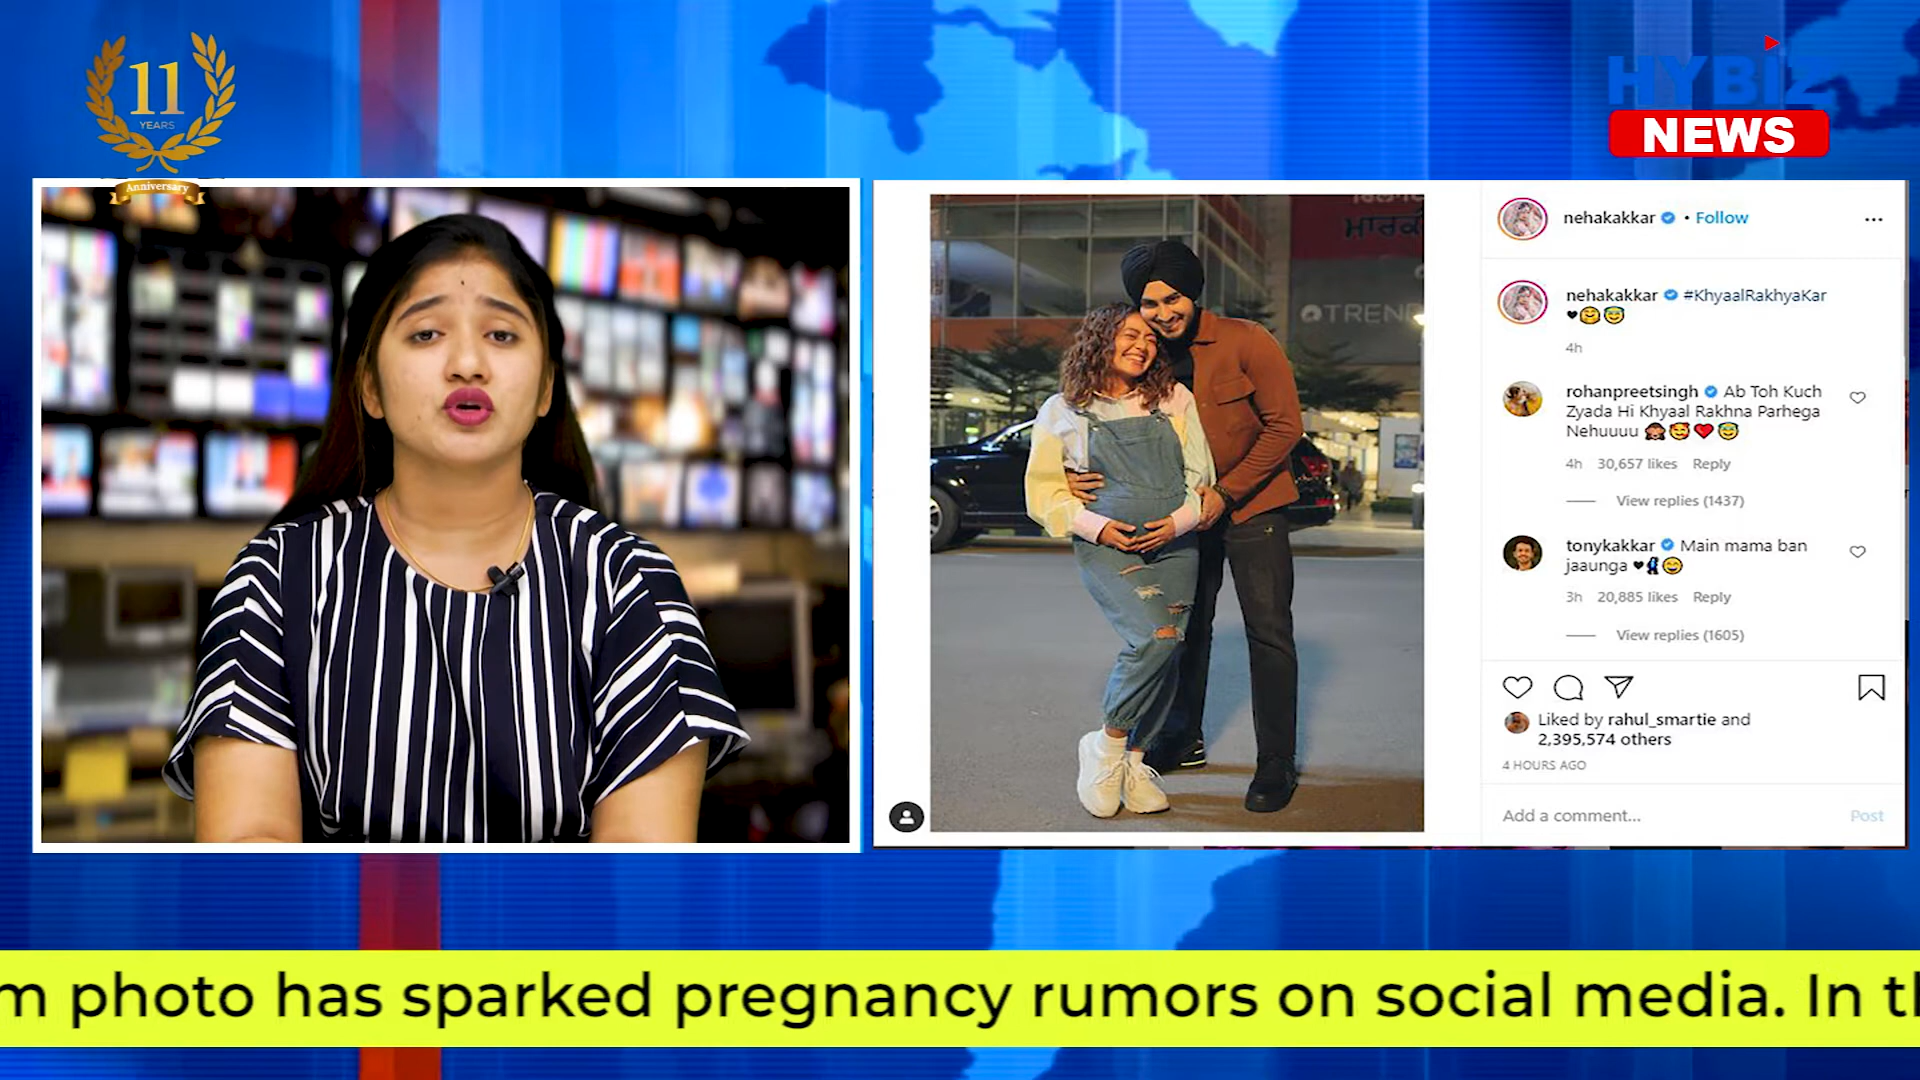 11
YEARS
Anniversary
HYBIZ
NEWS
ਮਾਰਕ
TREN
nehakakkar • Follow
nehakakkar #KhyaalRakhyaKar
🖤🤗😇
4h
rohanpreetsingh Ab Toh Kuch
Zyada Hi Khyaal Rakhna Parhega
Nehuuuu 🙈🥰❤️😇
4h 30,657 likes Reply
View replies (1437)
tonykakkar Main mama ban
jaaunga
3h 20,885 likes Reply
View replies (1605)
Liked by rahul_smartie and
2,395,574 others
4 HOURS AGO
Add a comment... Post
m photo has sparked pregnancy rumors on social media. In t